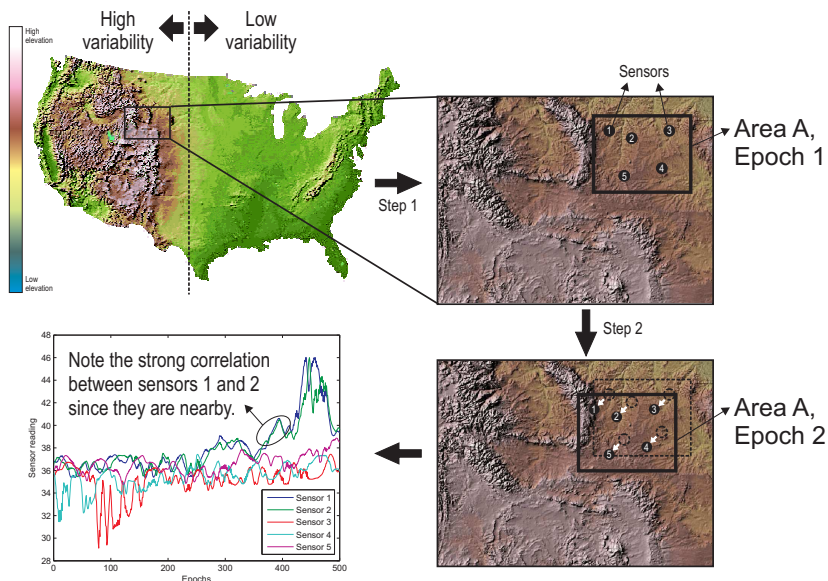 High
variability
Low
variability
High
elevation
Low
elevation
Sensors
1
2
3
4
5
Area A,
Epoch 1
Step 1
Step 2
1
2
3
4
5
Area A,
Epoch 2
48
46
44
42
40
38
36
34
32
30
28
Sensor reading
Note the strong correlation
between sensors 1 and 2
since they are nearby.
Sensor 1
Sensor 2
Sensor 3
Sensor 4
Sensor 5
0
100
200
300
400
500
Epochs